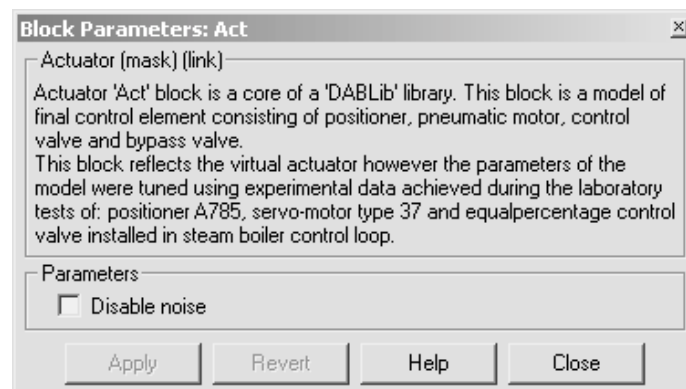 Block Parameters: Act
Actuator (mask) (link)
Actuator 'Act' block is a core of a 'DABLib' library. This block is a model of
final control element consisting of positioner, pneumatic motor, control
valve and bypass valve.
This block reflects the virtual actuator however the parameters of the
model were tuned using experimental data achieved during the laboratory
tests of: positioner A785, servo-motor type 37 and equalpercentage control
valve installed in steam boiler control loop.
Parameters
Disable noise
Apply Revert Help Close